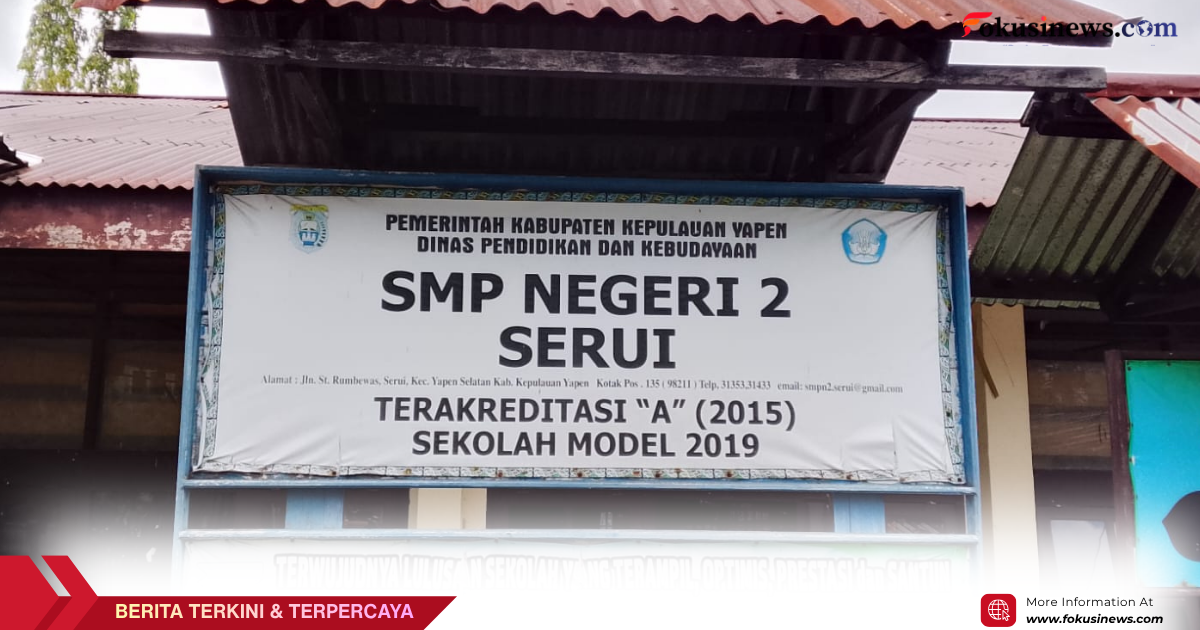 Fokusinews.com
PEMERINTAH KABUPATEN KEPULAUAN YAPEN
DINAS PENDIDIKAN DAN KEBUDAYAAN
SMP NEGERI 2
SERUI
Alamat : Jln. St. Rumbewas, Serui, Kec. Yapen Selatan Kab. Kepulauan Yapen Kotak Pos . 135 ( 98211 ) Telp, 31353,31433 email: smpn2.serui@gmail.com
TERAKREDITASI “A” (2015)
SEKOLAH MODEL 2019
BERITA TERKINI & TERPERCAYA
More Information At
www.fokusinews.com